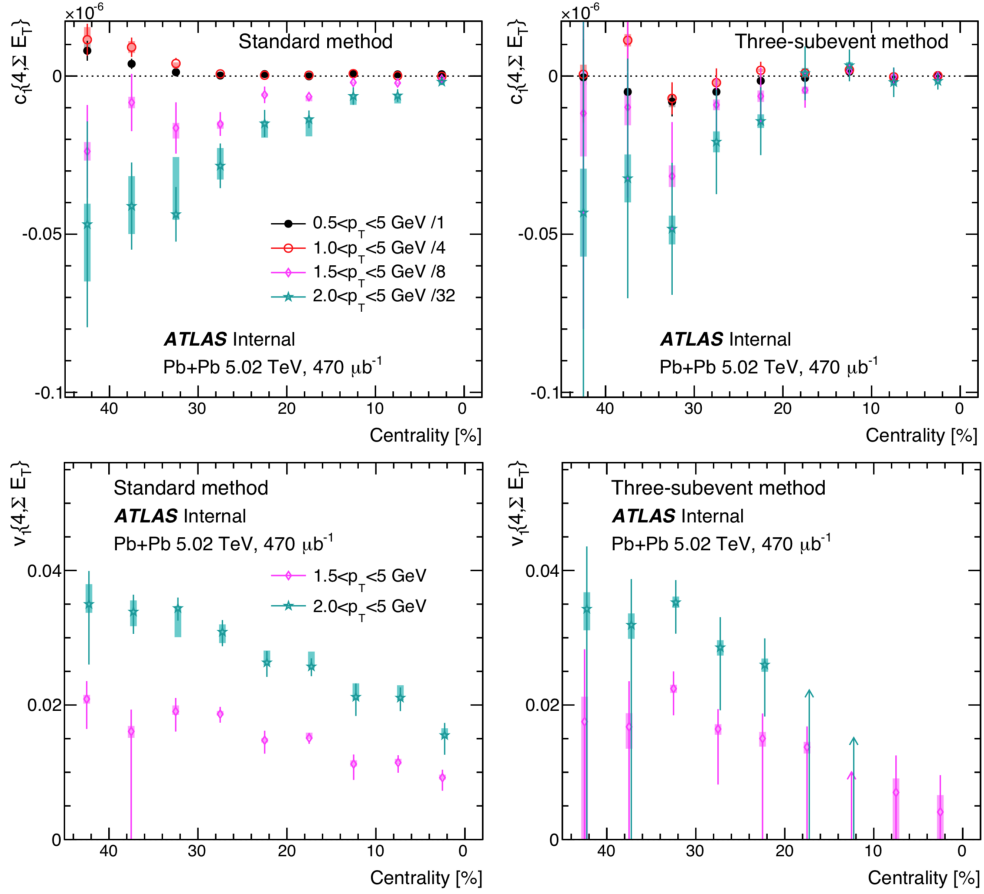 ×10⁻⁶
Standard method
c₁{4,Σ E_T}
0
-0.05
-0.1
0.5<p_T<5 GeV /1
1.0<p_T<5 GeV /4
1.5<p_T<5 GeV /8
2.0<p_T<5 GeV /32
ATLAS Internal
Pb+Pb 5.02 TeV, 470 μb⁻¹
40 30 20 10 0
Centrality [%]
×10⁻⁶
Three-subevent method
c₁{4,Σ E_T}
0
-0.05
-0.1
ATLAS Internal
Pb+Pb 5.02 TeV, 470 μb⁻¹
40 30 20 10 0
Centrality [%]
v₁{4,Σ E_T}
Standard method
ATLAS Internal
Pb+Pb 5.02 TeV, 470 μb⁻¹
1.5<p_T<5 GeV
2.0<p_T<5 GeV
0.04
0.02
0
40 30 20 10 0
Centrality [%]
v₁{4,Σ E_T}
Three-subevent method
ATLAS Internal
Pb+Pb 5.02 TeV, 470 μb⁻¹
0.04
0.02
0
40 30 20 10 0
Centrality [%]